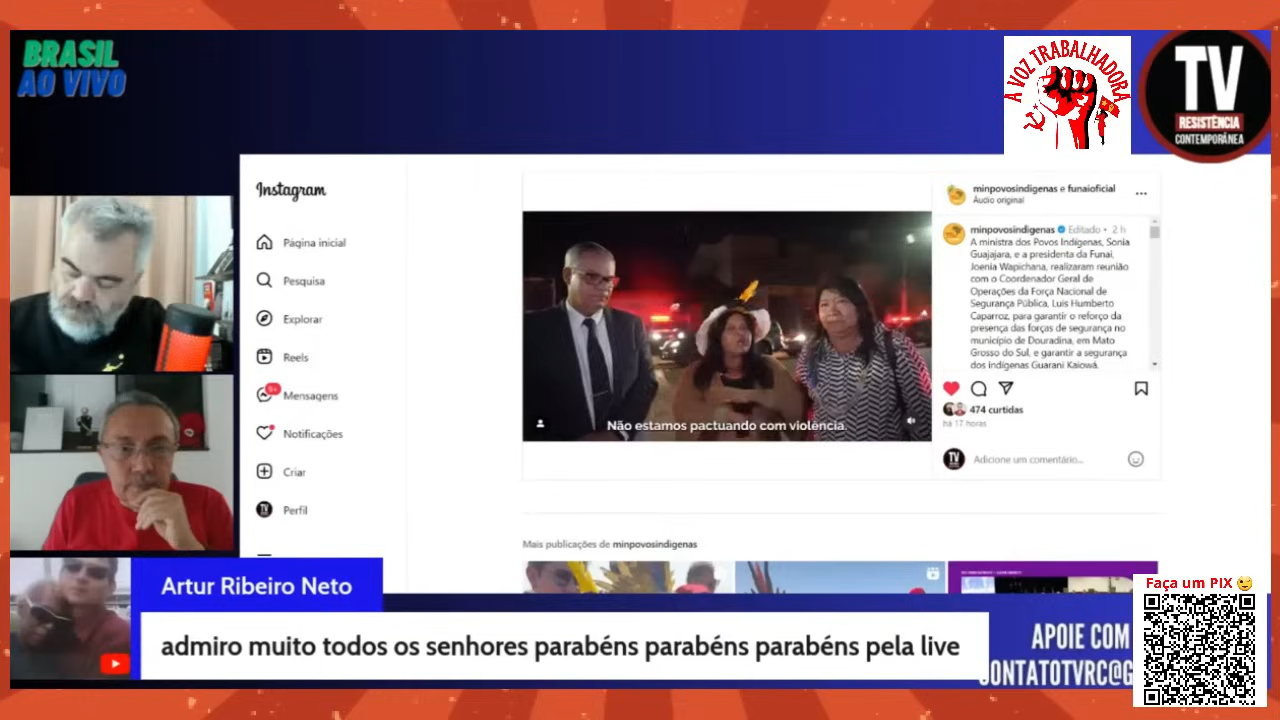 BRASIL
AO VIVO
A VOZ TRABALHADORA
TV
RESISTÊNCIA
CONTEMPORÂNEA
Instagram
Página inicial
Pesquisa
Explorar
Reels
9+
Mensagens
Notificações
Criar
TV
Perfil
Não estamos pactuando com violência.
minpovosindigenas e funaioficial
Áudio original
minpovosindigenas Editado • 2 h
A ministra dos Povos Indígenas, Sonia
Guajajara, e a presidenta da Funai,
Joenia Wapichana, realizaram reunião
com o Coordenador Geral de
Operações da Força Nacional de
Segurança Pública, Luis Humberto
Caparroz, para garantir o reforço da
presença das forças de segurança no
município de Douradina, em Mato
Grosso do Sul, e garantir a segurança
dos indígenas Guarani Kaiowá.
474 curtidas
há 17 horas
TV
Adicione um comentário...
Mais publicações de minpovosindigenas
Artur Ribeiro Neto
admiro muito todos os senhores parabéns parabéns parabéns pela live
Faça um PIX
APOIE COM
CONTATOTVRC@G